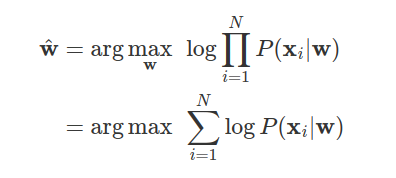 ŵ = arg max_w log ∏_{i=1}^{N} P(x_i|w)
= arg max ∑_{i=1}^{N} log P(x_i|w)